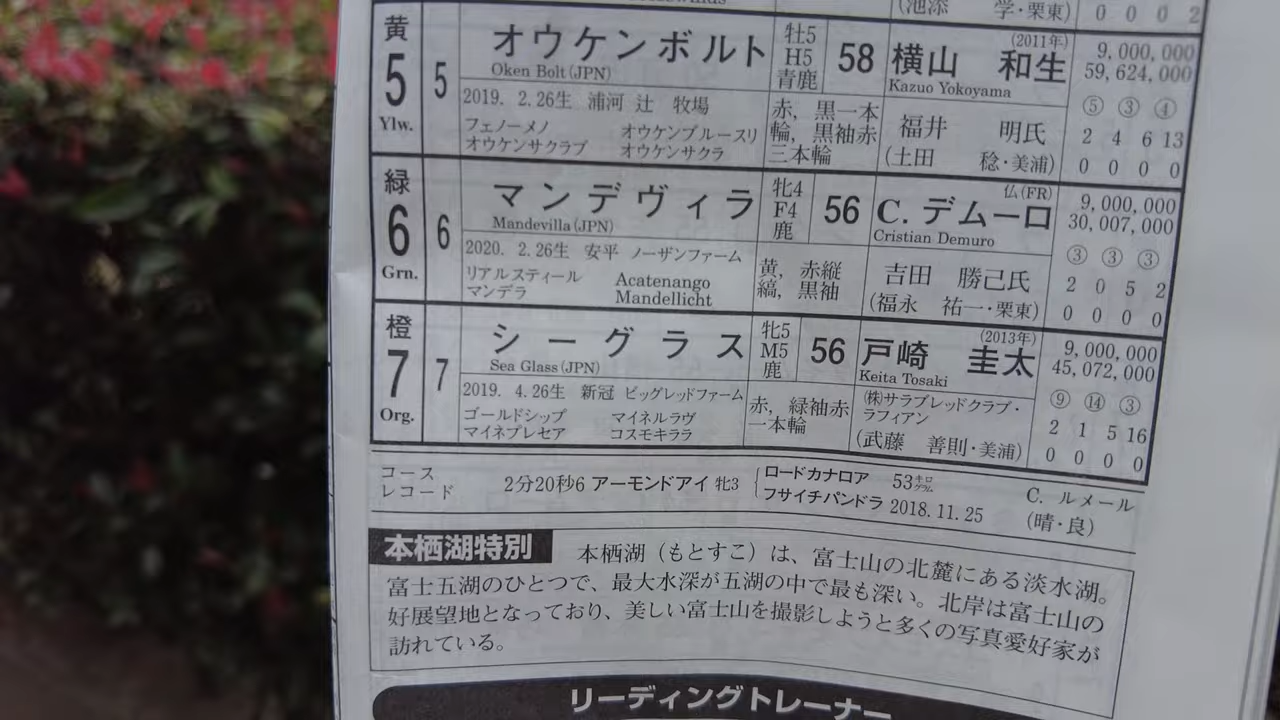 (池添 学・栗東) 0 0 0 2
黄 5 Ylw. 5
オウケンボルト
Oken Bolt(JPN)
牡5 H5 青鹿
58
(2011年)
横山 和生
Kazuo Yokoyama
9,000,000
59,624,000
2019. 2.26生 浦河 辻 牧場
フェノーメノ オウケンブルースリ
オウケンサクラブ オウケンサクラ
赤, 黒一本
輪, 黒袖赤
三本輪
福井 明氏
(土田 稔・美浦)
⑤ ③ ④
2 4 6 13
0 0 0 0
緑 6 Grn. 6
マンデヴィラ
Mandevilla(JPN)
牝4 F4 鹿
56
仏(FR)
C. デムーロ
Cristian Demuro
9,000,000
30,007,000
2020. 2.26生 安平 ノーザンファーム
リアルスティール Acatenango
マンデラ Mandellicht
黄, 赤縦
縞, 黒袖
吉田 勝己氏
(福永 祐一・栗東)
③ ③ ③
2 0 5 2
0 0 0 0
橙 7 Org. 7
シーグラス
Sea Glass(JPN)
牝5 M5 鹿
56
(2013年)
戸崎 圭太
Keita Tosaki
9,000,000
45,072,000
2019. 4.26生 新冠 ビッグレッドファーム
ゴールドシップ マイネルラヴ
マイネプレセア コスモキララ
赤, 緑袖赤
一本輪
(株)サラブレッドクラブ・
ラフィアン
(武藤 善則・美浦)
⑨ ⑭ ③
2 1 5 16
0 0 0 0
コース
レコード
2分20秒6 アーモンドアイ 牝3
ロードカナロア 53キログラム
フサイチパンドラ 2018.11.25
C. ルメール
(晴・良)
本栖湖特別 本栖湖（もとすこ）は、富士山の北麓にある淡水湖。
富士五湖のひとつで、最大水深が五湖の中で最も深い。北岸は富士山の
好展望地となっており、美しい富士山を撮影しようと多くの写真愛好家が
訪れている。
リーディングトレーナー